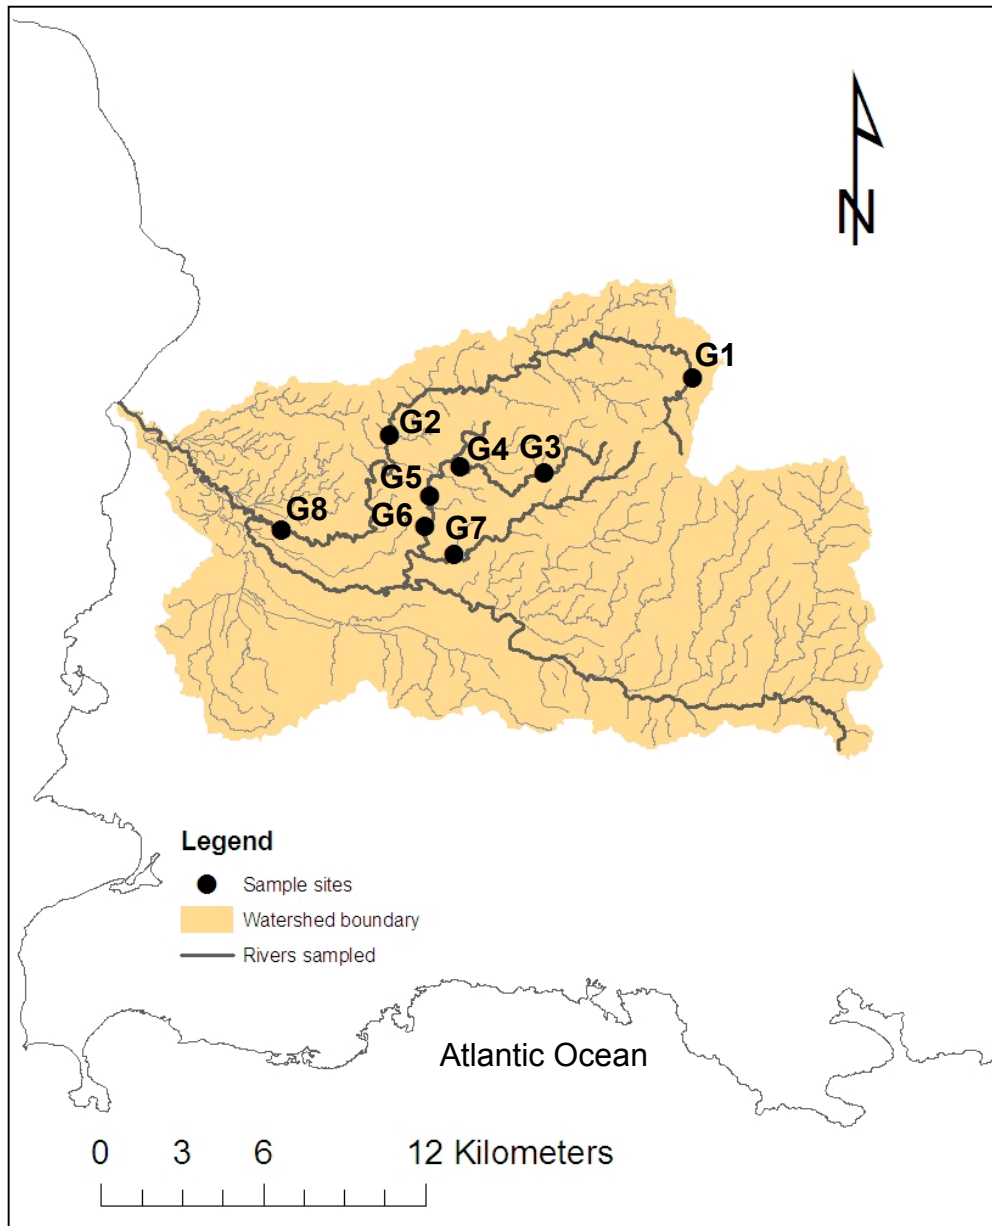 N
G1
G2
G4
G3
G5
G6
G7
G8
Legend
Sample sites
Watershed boundary
Rivers sampled
Atlantic Ocean
0 3 6 12 Kilometers